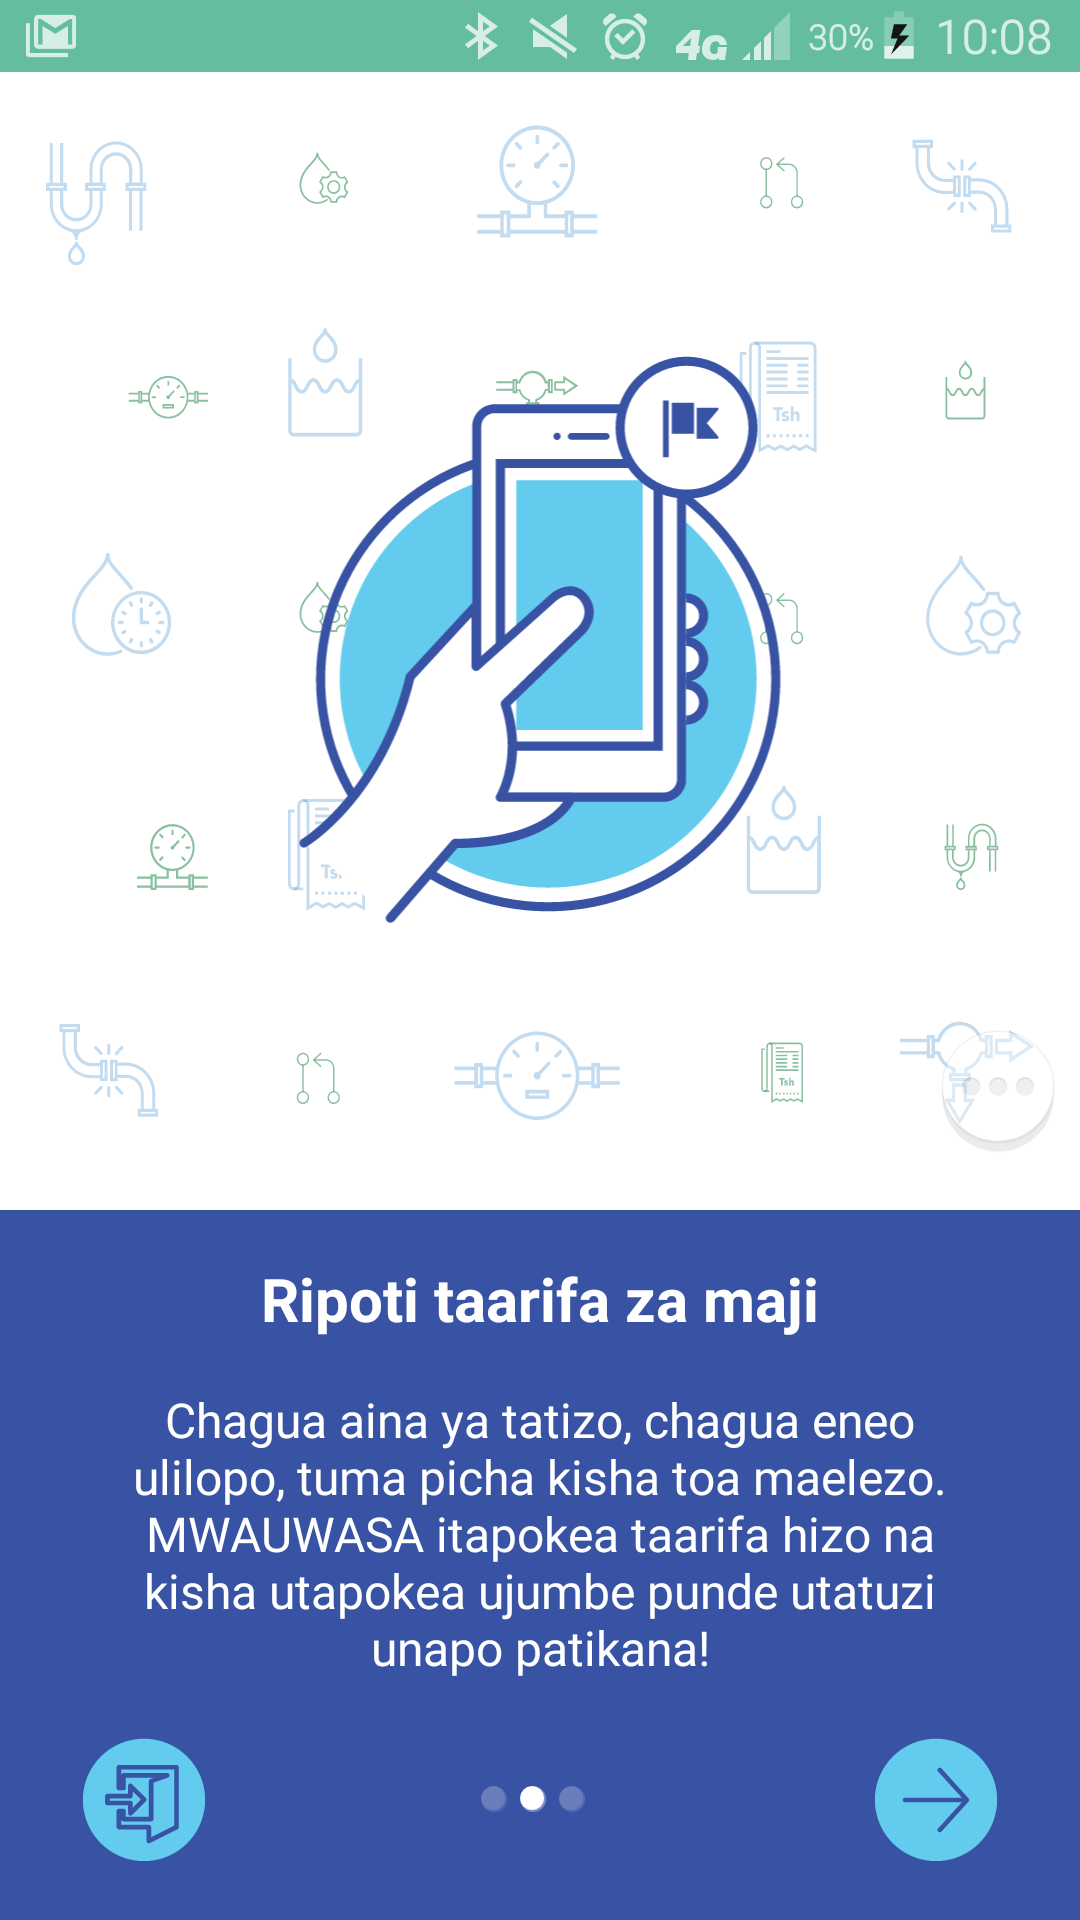 4G 30% 10:08
Tsh
Ts
Tsh
Ripoti taarifa za maji
Chagua aina ya tatizo, chagua eneo
ulilopo, tuma picha kisha toa maelezo.
MWAUWASA itapokea taarifa hizo na
kisha utapokea ujumbe punde utatuzi
unapo patikana!